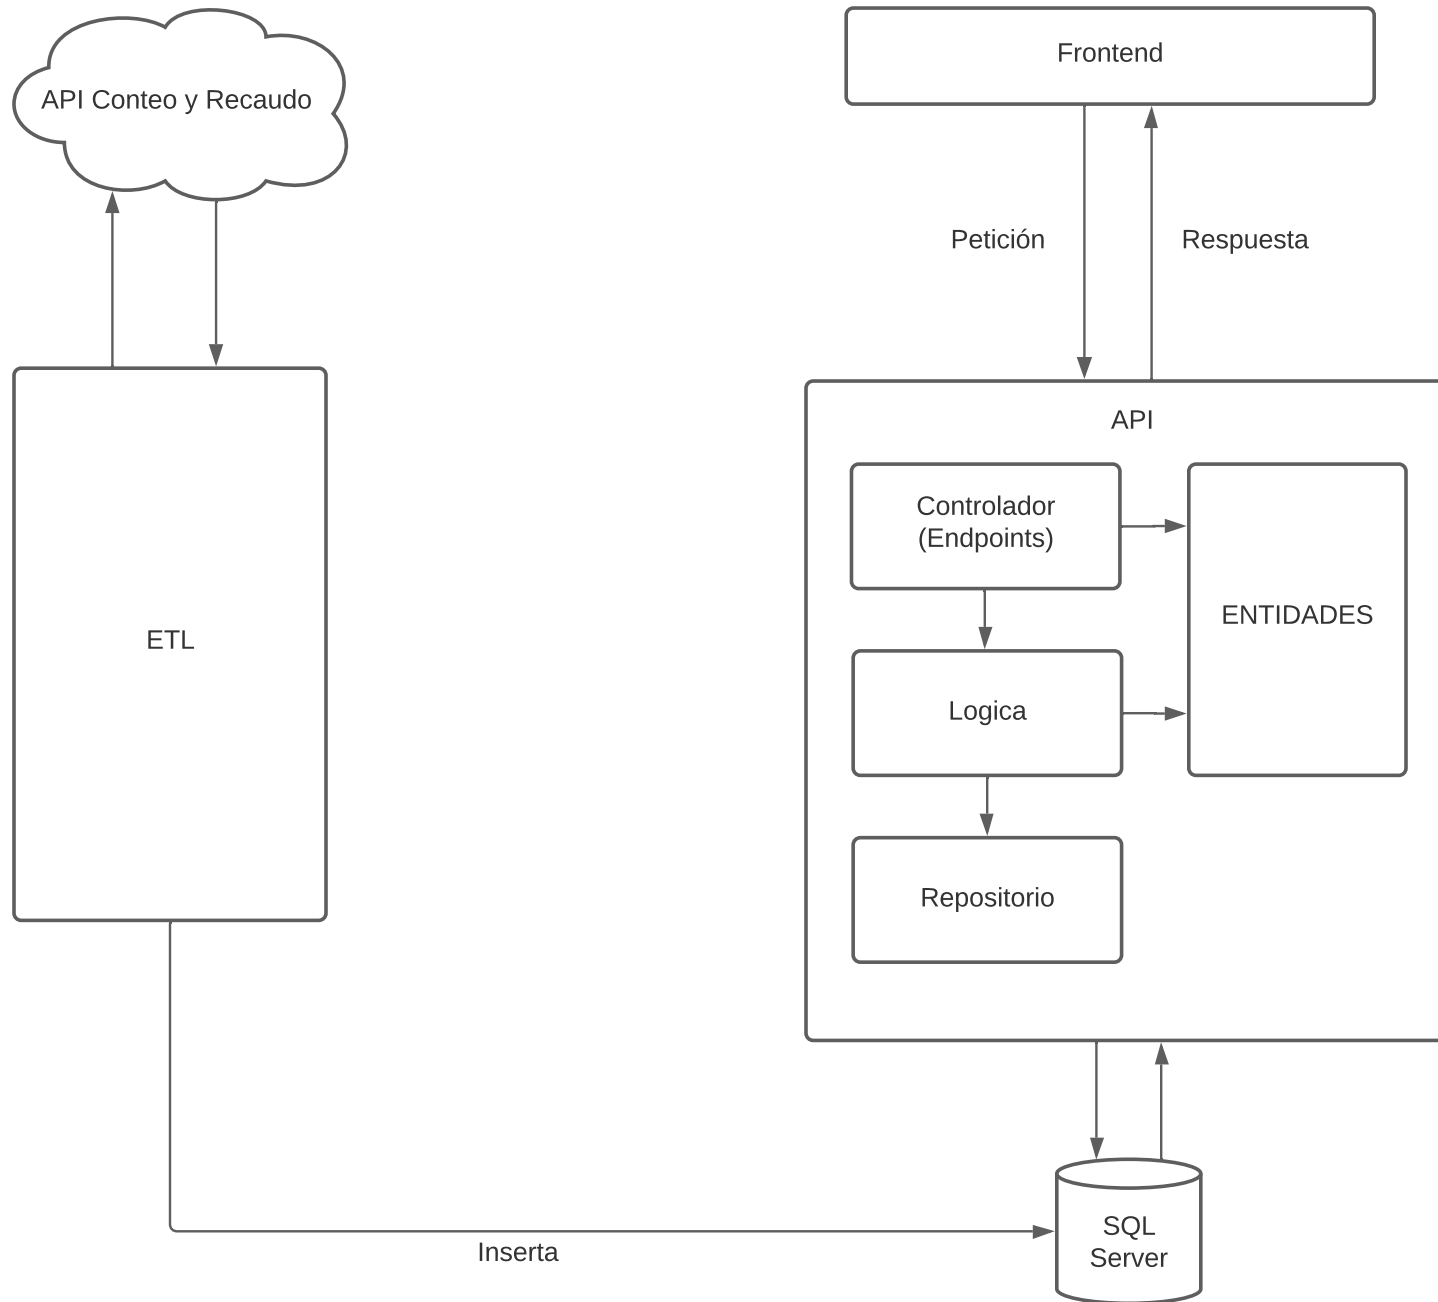 API Conteo y Recaudo
Frontend
Petición
Respuesta
API
Controlador
(Endpoints)
ENTIDADES
ETL
Logica
Repositorio
SQL
Server
Inserta